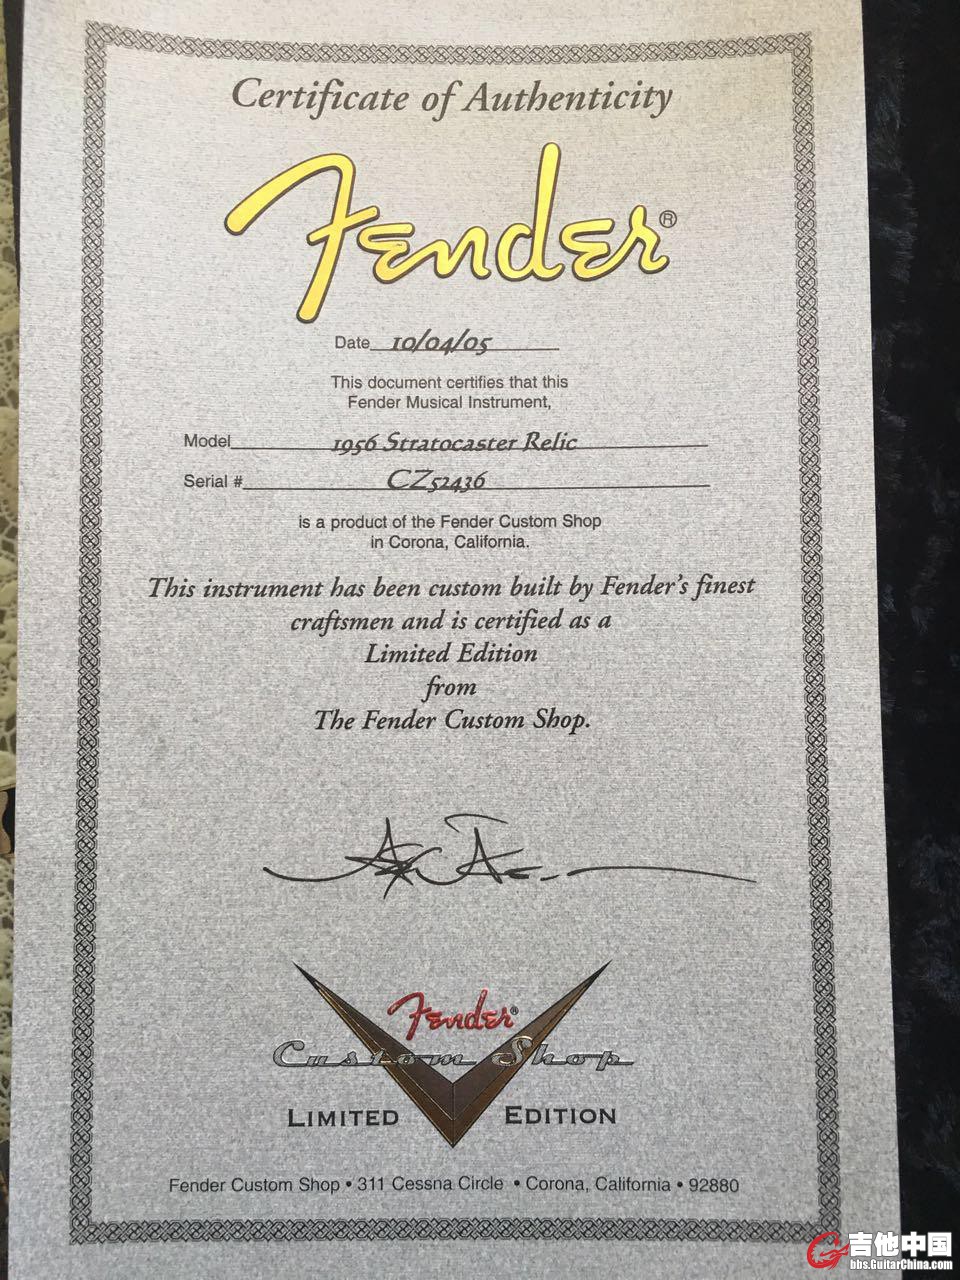 Certificate of Authenticity
Fender®
Date 10/04/05
This document certifies that this
Fender Musical Instrument,
Model 1956 Stratocaster Relic
Serial # CZ52436
is a product of the Fender Custom Shop
in Corona, California.
This instrument has been custom built by Fender's finest
craftsmen and is certified as a
Limited Edition
from
The Fender Custom Shop.
Fender®
Custom Shop
LIMITED EDITION
Fender Custom Shop • 311 Cessna Circle • Corona, California • 92880
吉他中国
bbs.GuitarChina.com